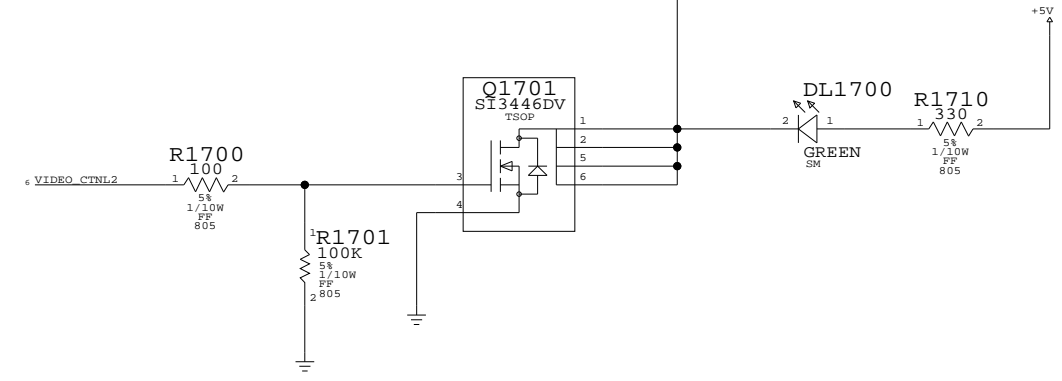 +5V
Q1701
SI3446DV
TSOP
DL1700
R1710
330
1
2
2
1
1
2
5%
1/10W
FF
805
GREEN
SM
5
6
3
4
R1700
100
6 VIDEO_CTNL2
1
2
5%
1/10W
FF
805
1
R1701
100K
5%
1/10W
FF
805
2